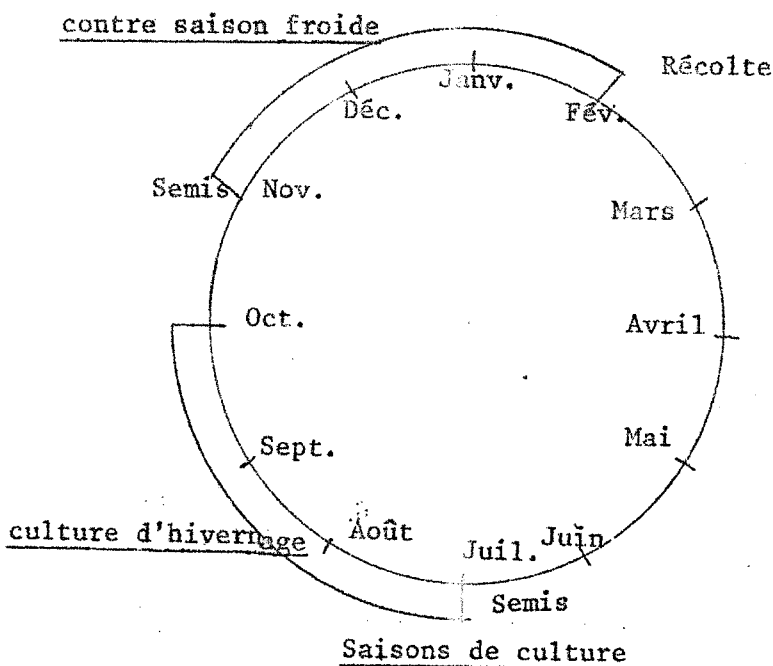 contre saison froide
Récolte
Janv.
Déc.
Fév.
Semis
Nov.
Mars
Oct.
Avril
Sept.
Mai
culture d'hivernage
Août
Juil.
Juin
Semis
Saisons de culture